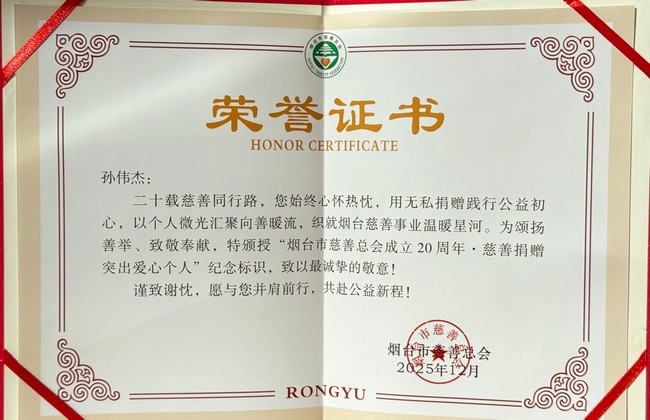 荣誉证书
HONOR CERTIFICATE
孙伟杰：
二十载慈善同行路，您始终心怀热忱，用无私捐赠践行公益初
心，以个人微光汇聚向善暖流，织就烟台慈善事业温暖星河。为颂扬
善举、致敬奉献，特颁授“烟台市慈善总会成立20周年·慈善捐赠
突出爱心个人”纪念标识，致以最诚挚的敬意！
谨致谢忱，愿与您并肩前行，共赴公益新程！
烟台市慈善总会
2025年12月
烟台市慈善总会
RONGYU